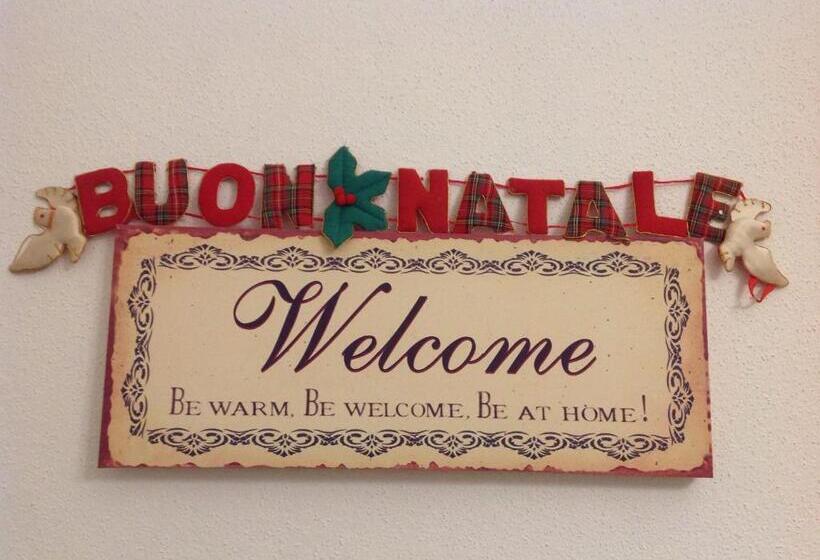 BUON NATALE
Welcome
BE WARM, BE WELCOME, BE AT HOME!